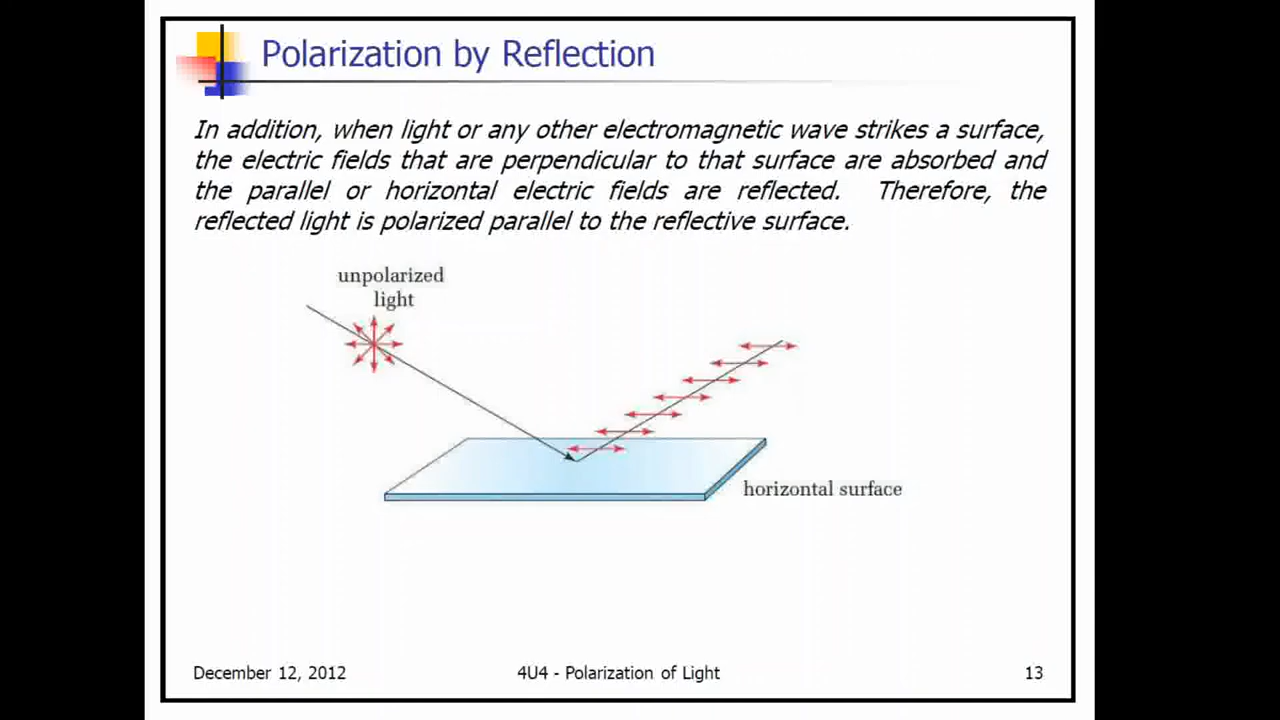 Polarization by Reflection
In addition, when light or any other electromagnetic wave strikes a surface,
the electric fields that are perpendicular to that surface are absorbed and
the parallel or horizontal electric fields are reflected. Therefore, the
reflected light is polarized parallel to the reflective surface.
unpolarized
light
horizontal surface
December 12, 2012
4U4 - Polarization of Light
13